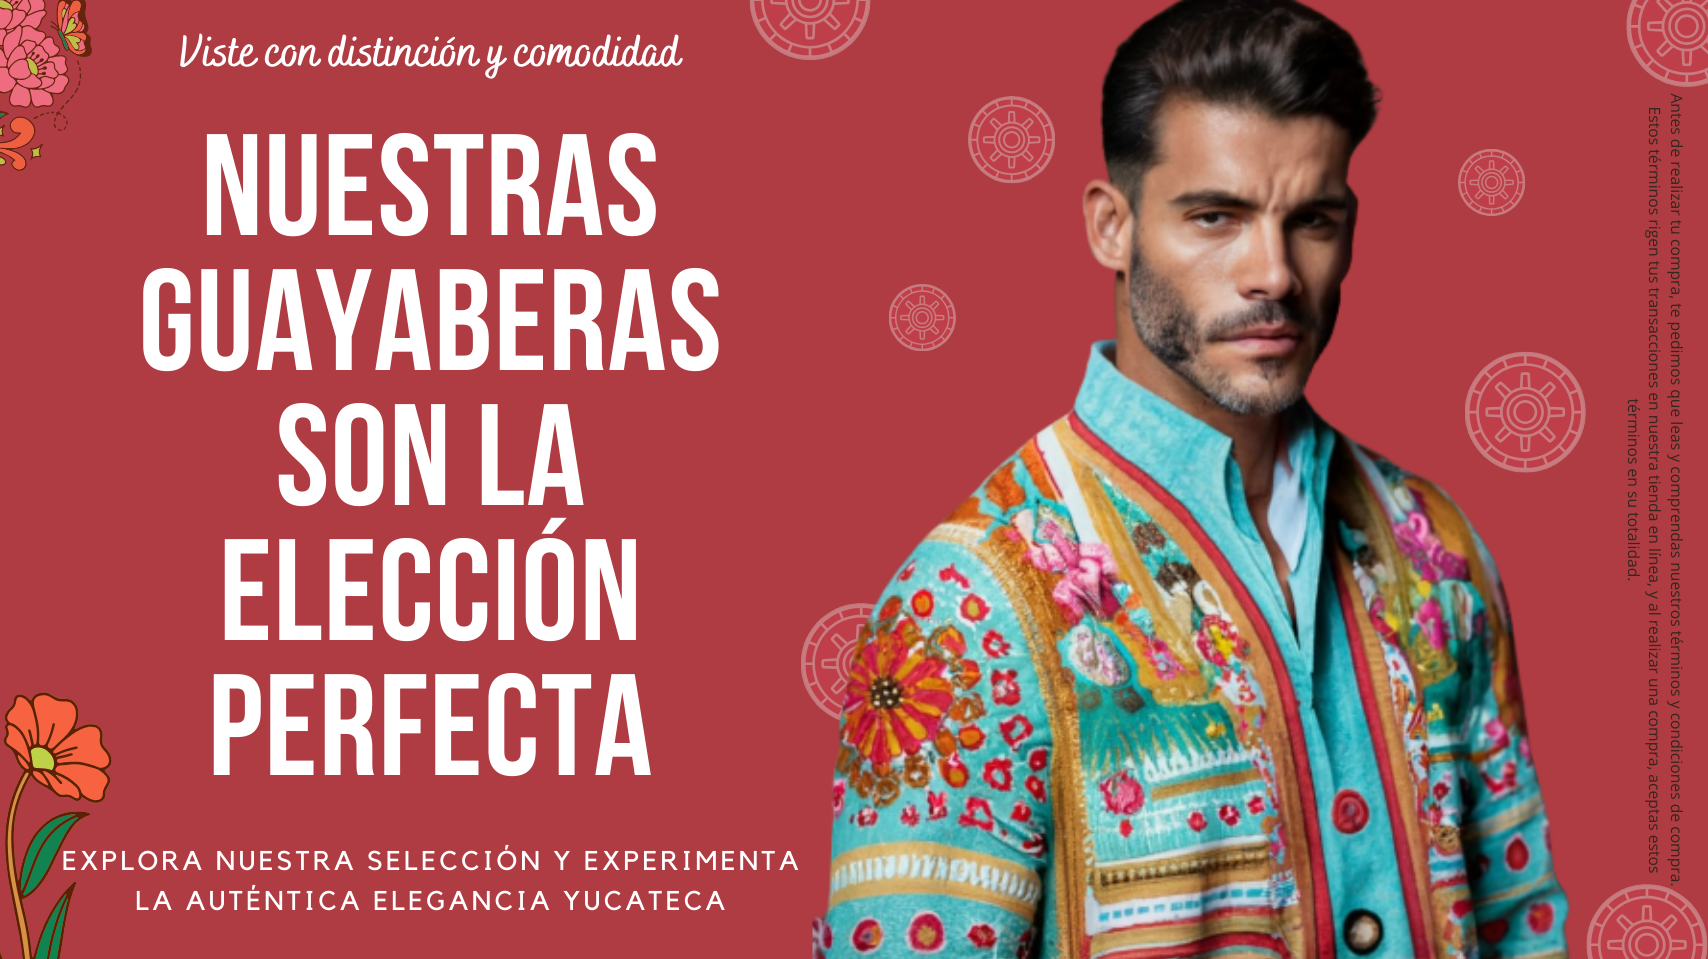 Viste con distinción y comodidad
NUESTRAS
GUAYABERAS
SON LA
ELECCIÓN
PERFECTA
EXPLORA NUESTRA SELECCIÓN Y EXPERIMENTA
LA AUTÉNTICA ELEGANCIA YUCATECA
Antes de realizar tu compra, te pedimos que leas y comprendas nuestros términos y condiciones de compra.
Estos términos rigen tus transacciones en nuestra tienda en línea, y al realizar una compra, aceptas estos
términos en su totalidad.